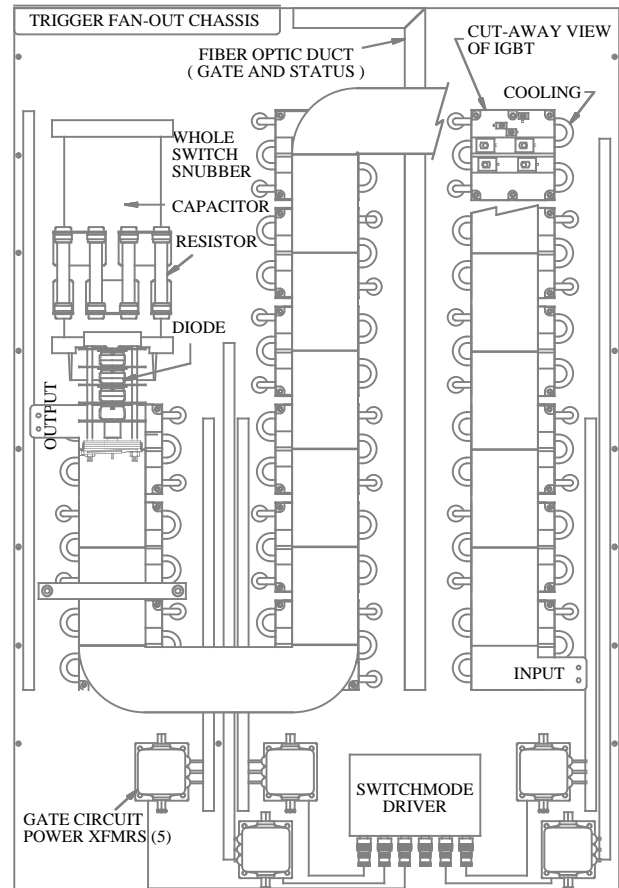 TRIGGER FAN-OUT CHASSIS
FIBER OPTIC DUCT
( GATE AND STATUS )
CUT-AWAY VIEW
OF IGBT
COOLING
WHOLE
SWITCH
SNUBBER
CAPACITOR
RESISTOR
DIODE
OUTPUT
INPUT
SWITCHMODE
DRIVER
GATE CIRCUIT
POWER XFMRS (5)